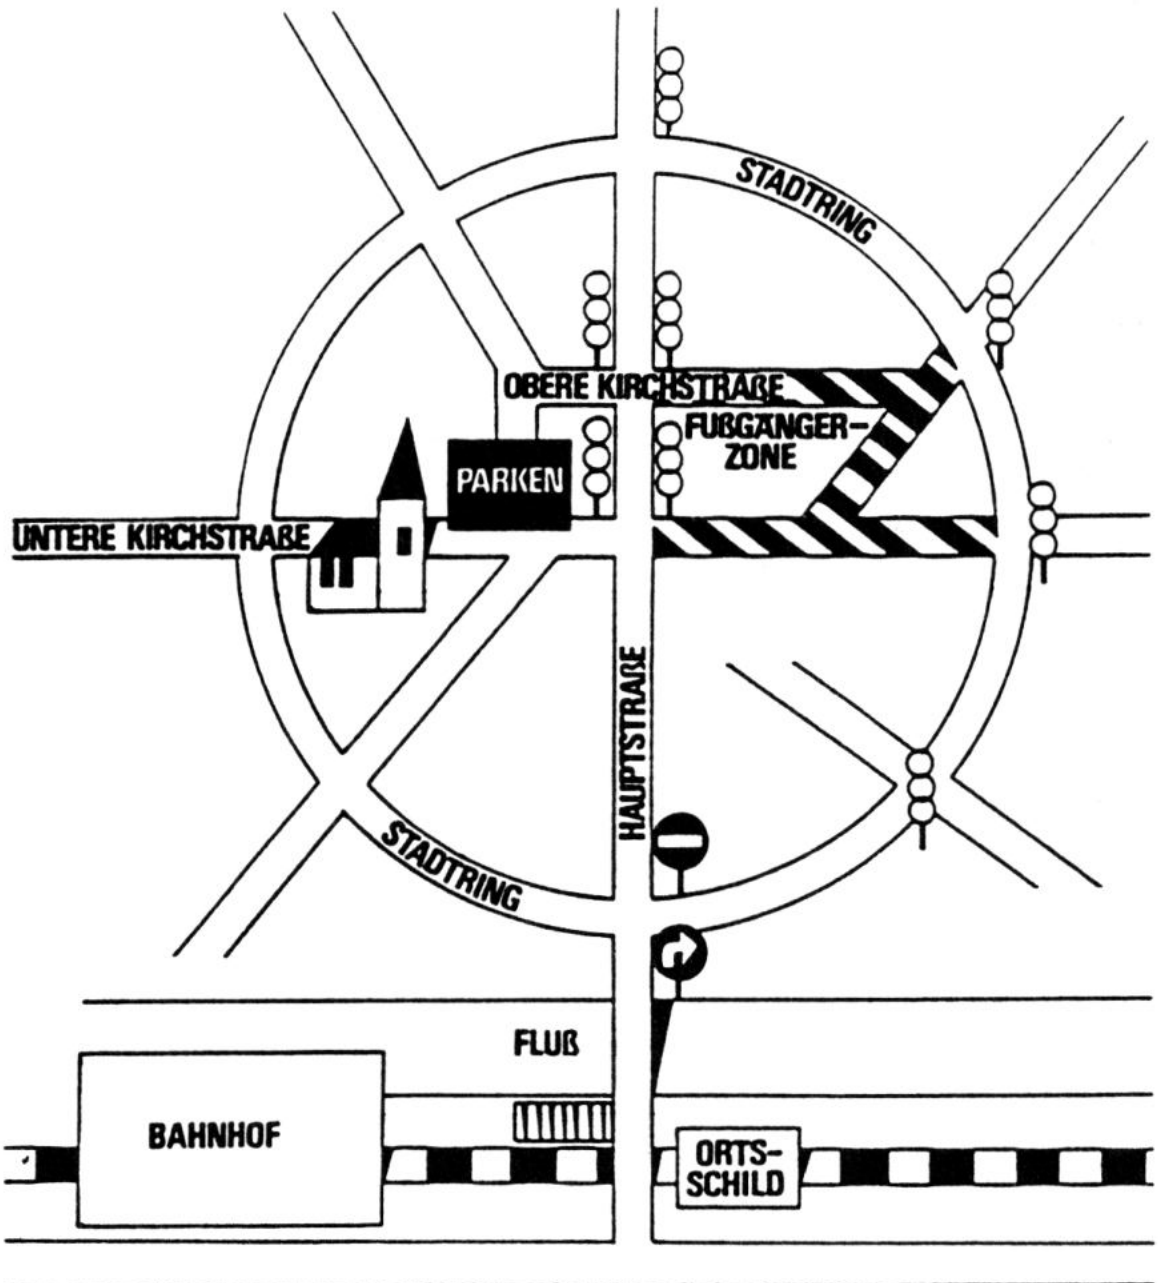 STADTRING
OBERE KIRCHSTRAßE
FUßGÄNGER-
ZONE
PARKEN
UNTERE KIRCHSTRAßE
HAUPTSTRAßE
STADTRING
FLUß
BAHNHOF
ORTS-
SCHILD